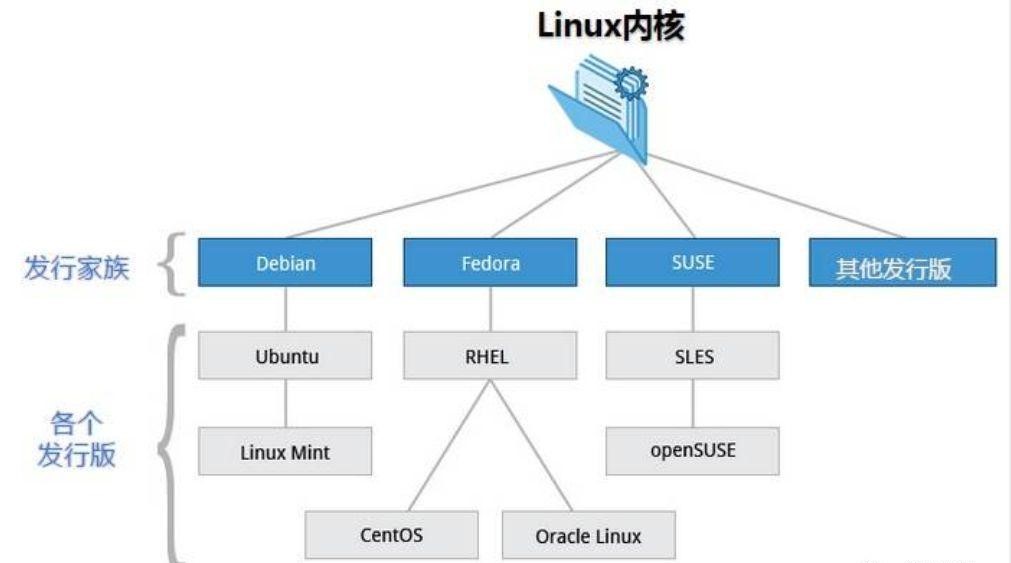 Linux内核
发行家族
Debian
Fedora
SUSE
其他发行版
各个
发行版
Ubuntu
RHEL
SLES
Linux Mint
openSUSE
CentOS
Oracle Linux